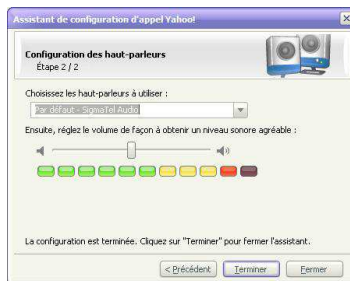 Assistant de configuration d'appel Yahoo!
Configuration des haut-parleurs
Étape 2 / 2
Choisissez les haut-parleurs à utiliser :
Par défaut - SigmaTel Audio
Ensuite, réglez le volume de façon à obtenir un niveau sonore agréable :
La configuration est terminée. Cliquez sur "Terminer" pour fermer l'assistant.
< Précédent Terminer Fermer